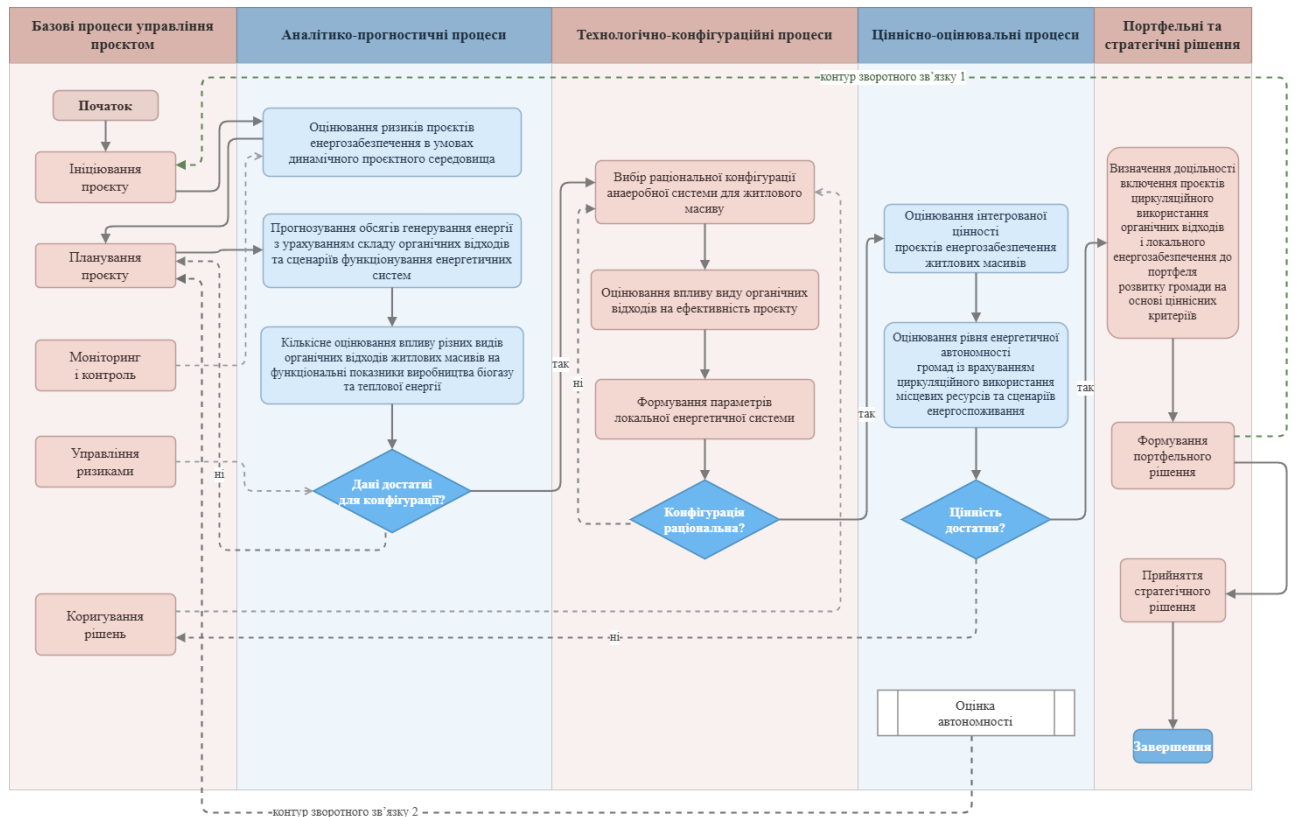 Базові процеси управління
проєктом
Аналітико-прогностичні процеси
Технологічно-конфігураційні процеси
Ціннісно-оцінювальні процеси
Портфельні та
стратегічні рішення
контур зворотного зв'язку 1
Початок
Ініціювання
проєкту
Планування
проєкту
Моніторинг
і контроль
Управління
ризиками
Коригування
рішень
Оцінювання ризиків проєктів
енергозабезпечення в умовах
динамічного проєктного середовища
Прогнозування обсягів генерування енергії
з урахуванням складу органічних відходів
та сценаріїв функціонування енергетичних
систем
Кількісне оцінювання впливу різних видів
органічних відходів житлових масивів на
функціональні показники виробництва біогазу
та теплової енергії
Дані достатні
для конфігурації?
ні
так
Вибір раціональної конфігурації
анаеробної системи для житлового
масиву
Оцінювання впливу виду органічних
відходів на ефективність проєкту
Формування параметрів
локальної енергетичної системи
Конфігурація
раціональна?
ні
так
Оцінювання інтегрованої
цінності
проєктів енергозабезпечення
житлових масивів
Оцінювання рівня енергетичної
автономності
громад із врахуванням
циркуляційного використання
місцевих ресурсів та сценаріїв
енергоспоживання
Цінність
достатня?
ні
так
Оцінка
автономності
Визначення доцільності
включення проєктів
циркуляційного
використання
органічних відходів
і локального
енергозабезпечення до
портфеля
розвитку громади на
основі ціннісних
критеріїв
Формування
портфельного
рішення
Прийняття
стратегічного
рішення
Завершення
контур зворотного зв'язку 2